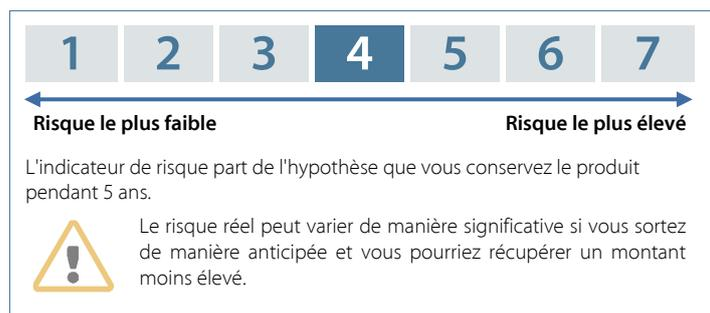 1 2 3 4 5 6 7
Risque le plus faible Risque le plus élevé
L'indicateur de risque part de l'hypothèse que vous conservez le produit
pendant 5 ans.
Le risque réel peut varier de manière significative si vous sortez
de manière anticipée et vous pourriez récupérer un montant
moins élevé.